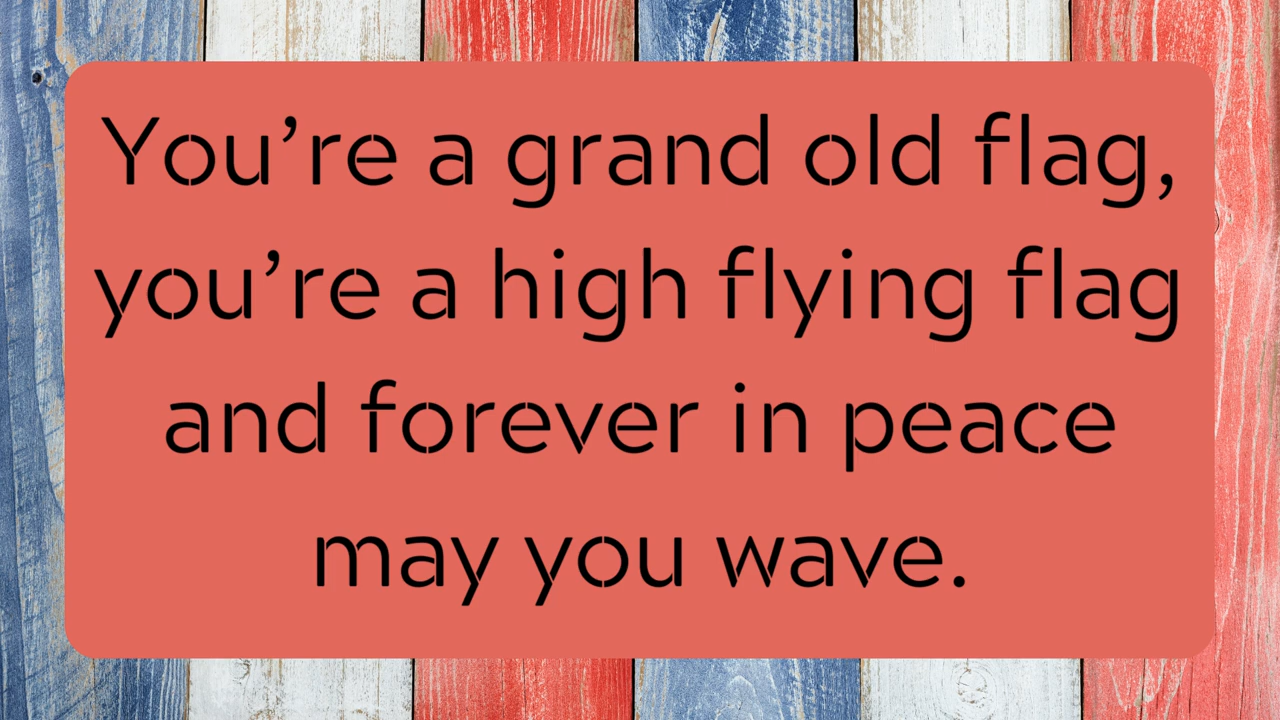 You’re a grand old flag,
you’re a high flying flag
and forever in peace
may you wave.